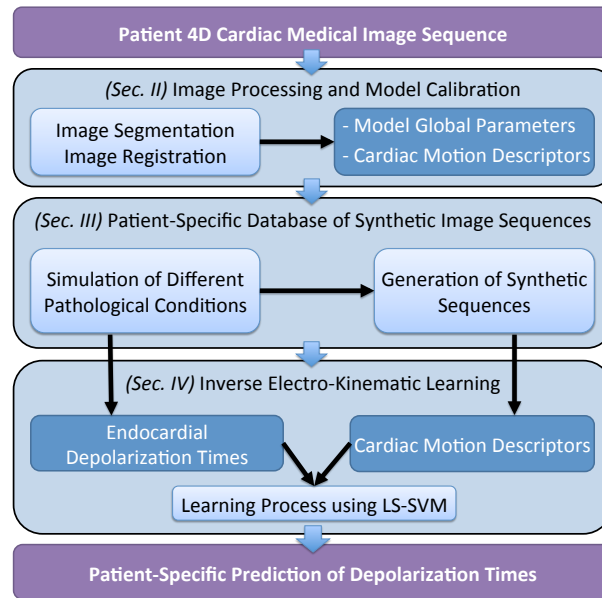 Patient 4D Cardiac Medical Image Sequence
(Sec. II) Image Processing and Model Calibration
Image Segmentation
Image Registration
- Model Global Parameters
- Cardiac Motion Descriptors
(Sec. III) Patient-Specific Database of Synthetic Image Sequences
Simulation of Different
Pathological Conditions
Generation of Synthetic
Sequences
(Sec. IV) Inverse Electro-Kinematic Learning
Endocardial
Depolarization Times
Cardiac Motion Descriptors
Learning Process using LS-SVM
Patient-Specific Prediction of Depolarization Times